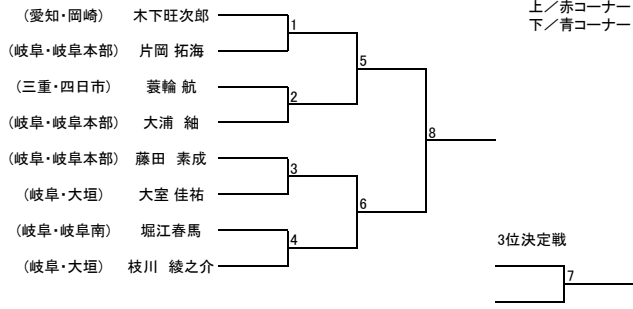 上／赤コーナー
下／青コーナー
(愛知・岡崎) 木下旺次郎
1
(岐阜・岐阜本部) 片岡 拓海
5
(三重・四日市) 蓑輪 航
2
(岐阜・岐阜本部) 大浦 紬
8
(岐阜・岐阜本部) 藤田 素成
3
(岐阜・大垣) 大室 佳祐
6
(岐阜・岐阜南) 堀江春馬
4
(岐阜・大垣) 枝川 綾之介
3位決定戦
7